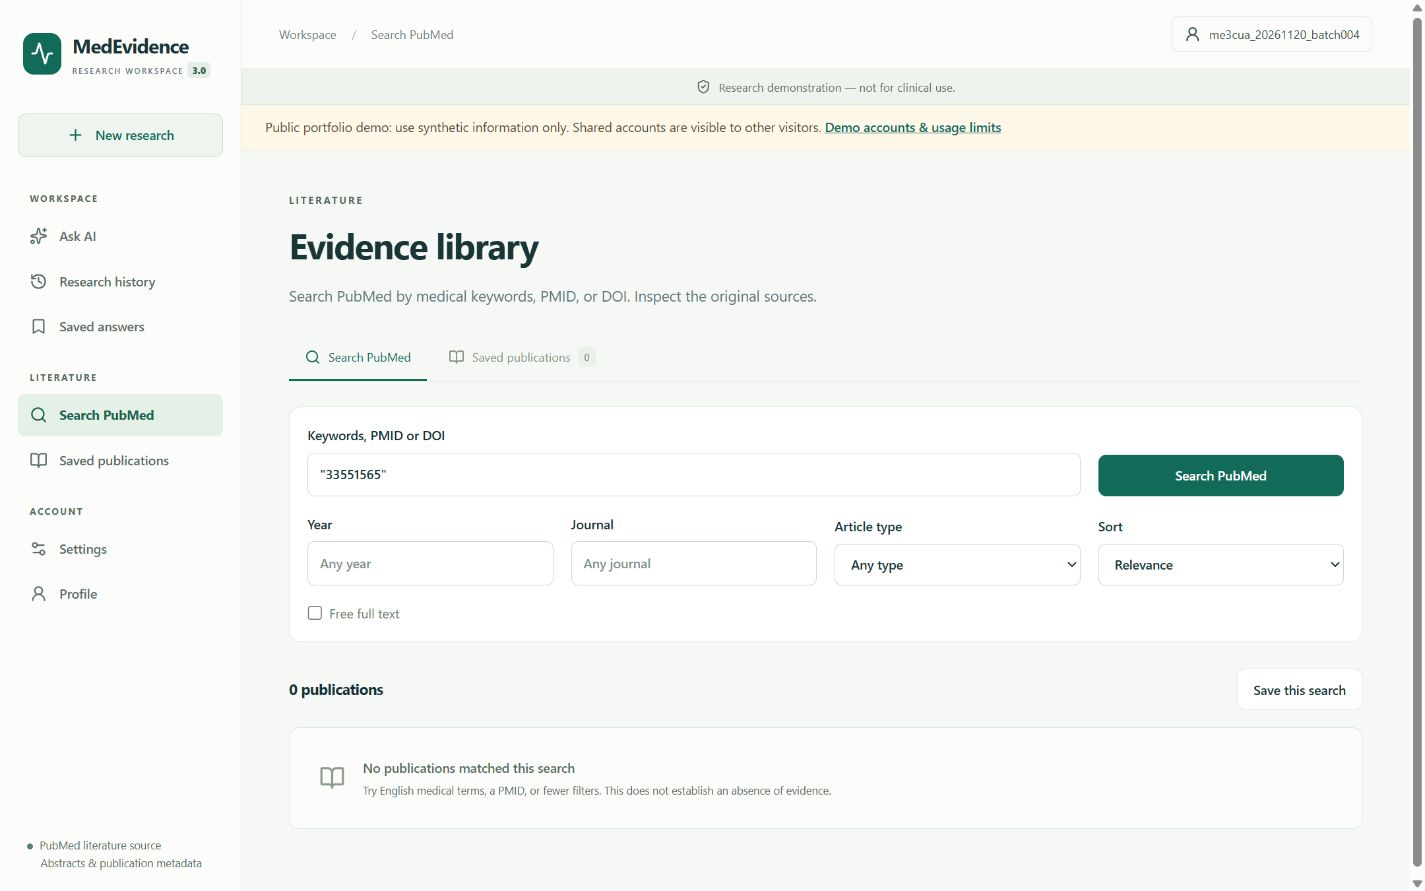 MedEvidence
RESEARCH WORKSPACE 3.0
New research
WORKSPACE
Ask AI
Research history
Saved answers
LITERATURE
Search PubMed
Saved publications
ACCOUNT
Settings
Profile
PubMed literature source
Abstracts & publication metadata
Workspace / Search PubMed
me3cua_20261120_batch004
Research demonstration — not for clinical use.
Public portfolio demo: use synthetic information only. Shared accounts are visible to other visitors. Demo accounts & usage limits
LITERATURE
Evidence library
Search PubMed by medical keywords, PMID, or DOI. Inspect the original sources.
Search PubMed Saved publications 0
Keywords, PMID or DOI
"33551565" Search PubMed
Year Journal Article type Sort
Any year Any journal Any type Relevance
Free full text
0 publications Save this search
No publications matched this search
Try English medical terms, a PMID, or fewer filters. This does not establish an absence of evidence.